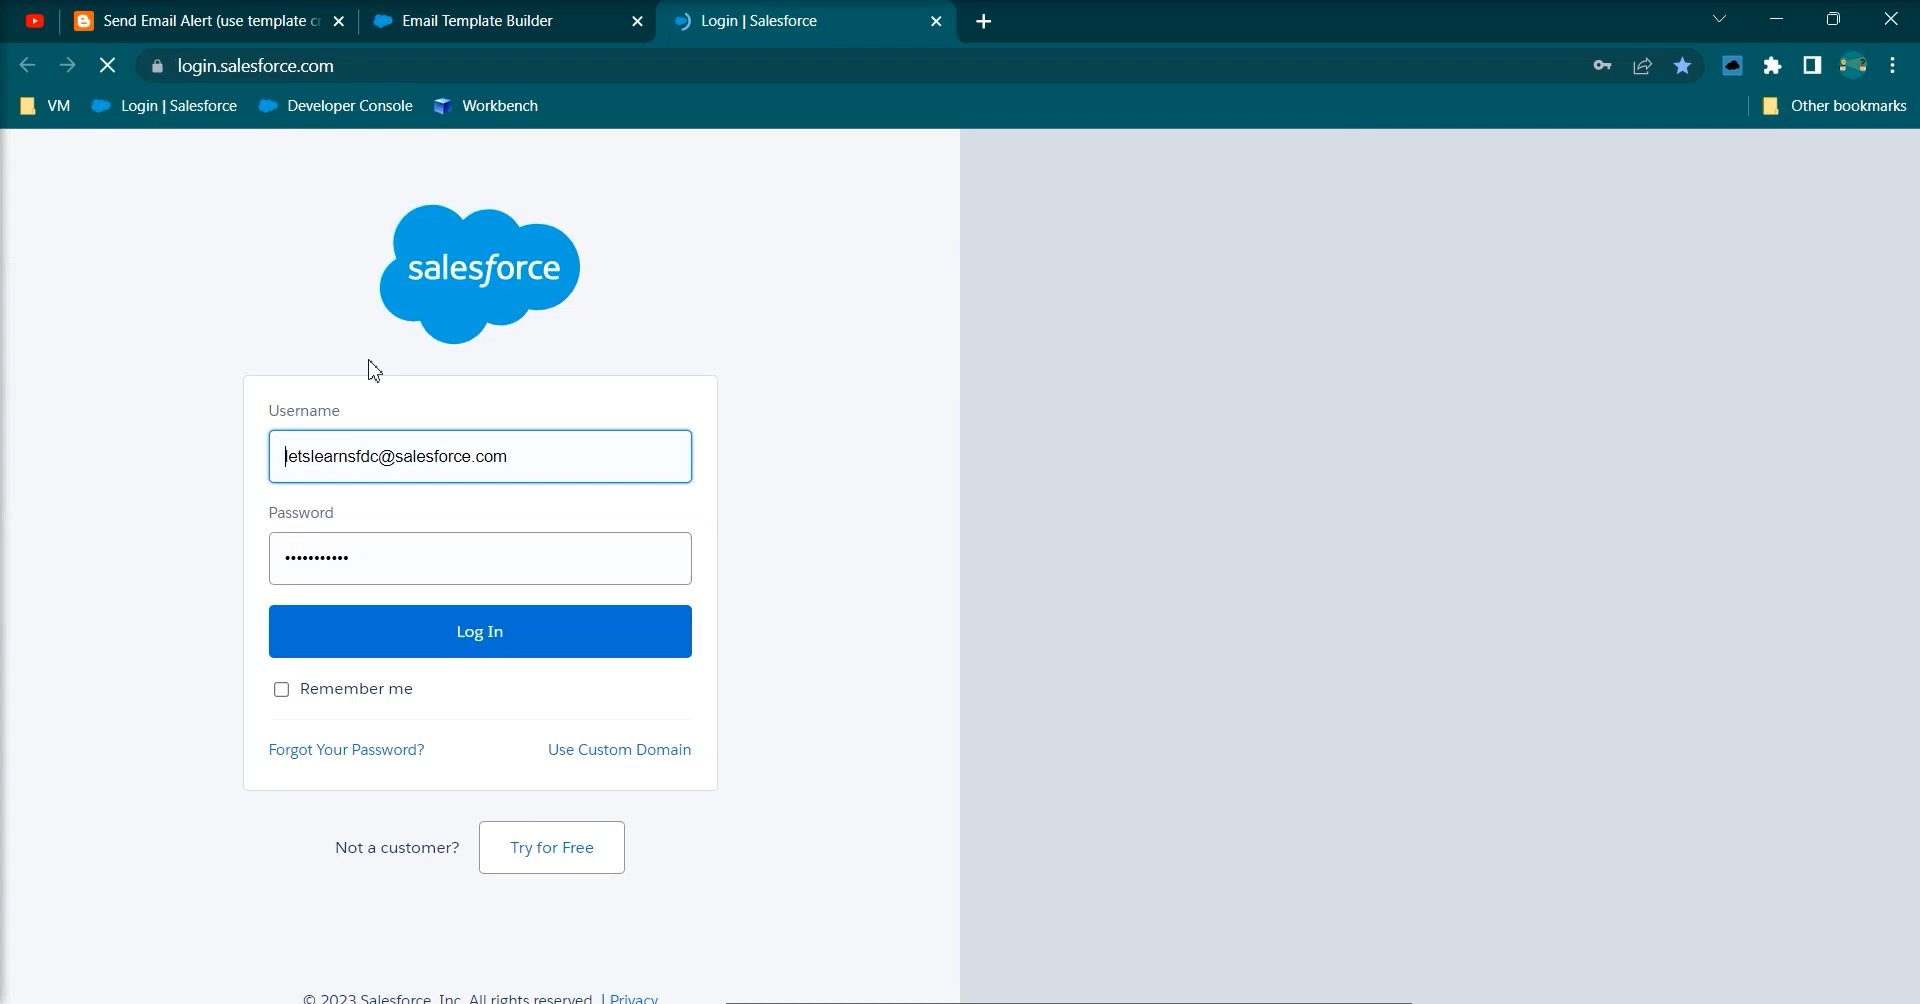 Send Email Alert (use template cr
Email Template Builder
Login | Salesforce
login.salesforce.com
VM
Login | Salesforce
Developer Console
Workbench
Other bookmarks
salesforce
Username
letslearnsfdc@salesforce.com
Password
•••••••••••
Log In
Remember me
Forgot Your Password?
Use Custom Domain
Not a customer?
Try for Free
© 2023 Salesforce, Inc. All rights reserved. | Privacy